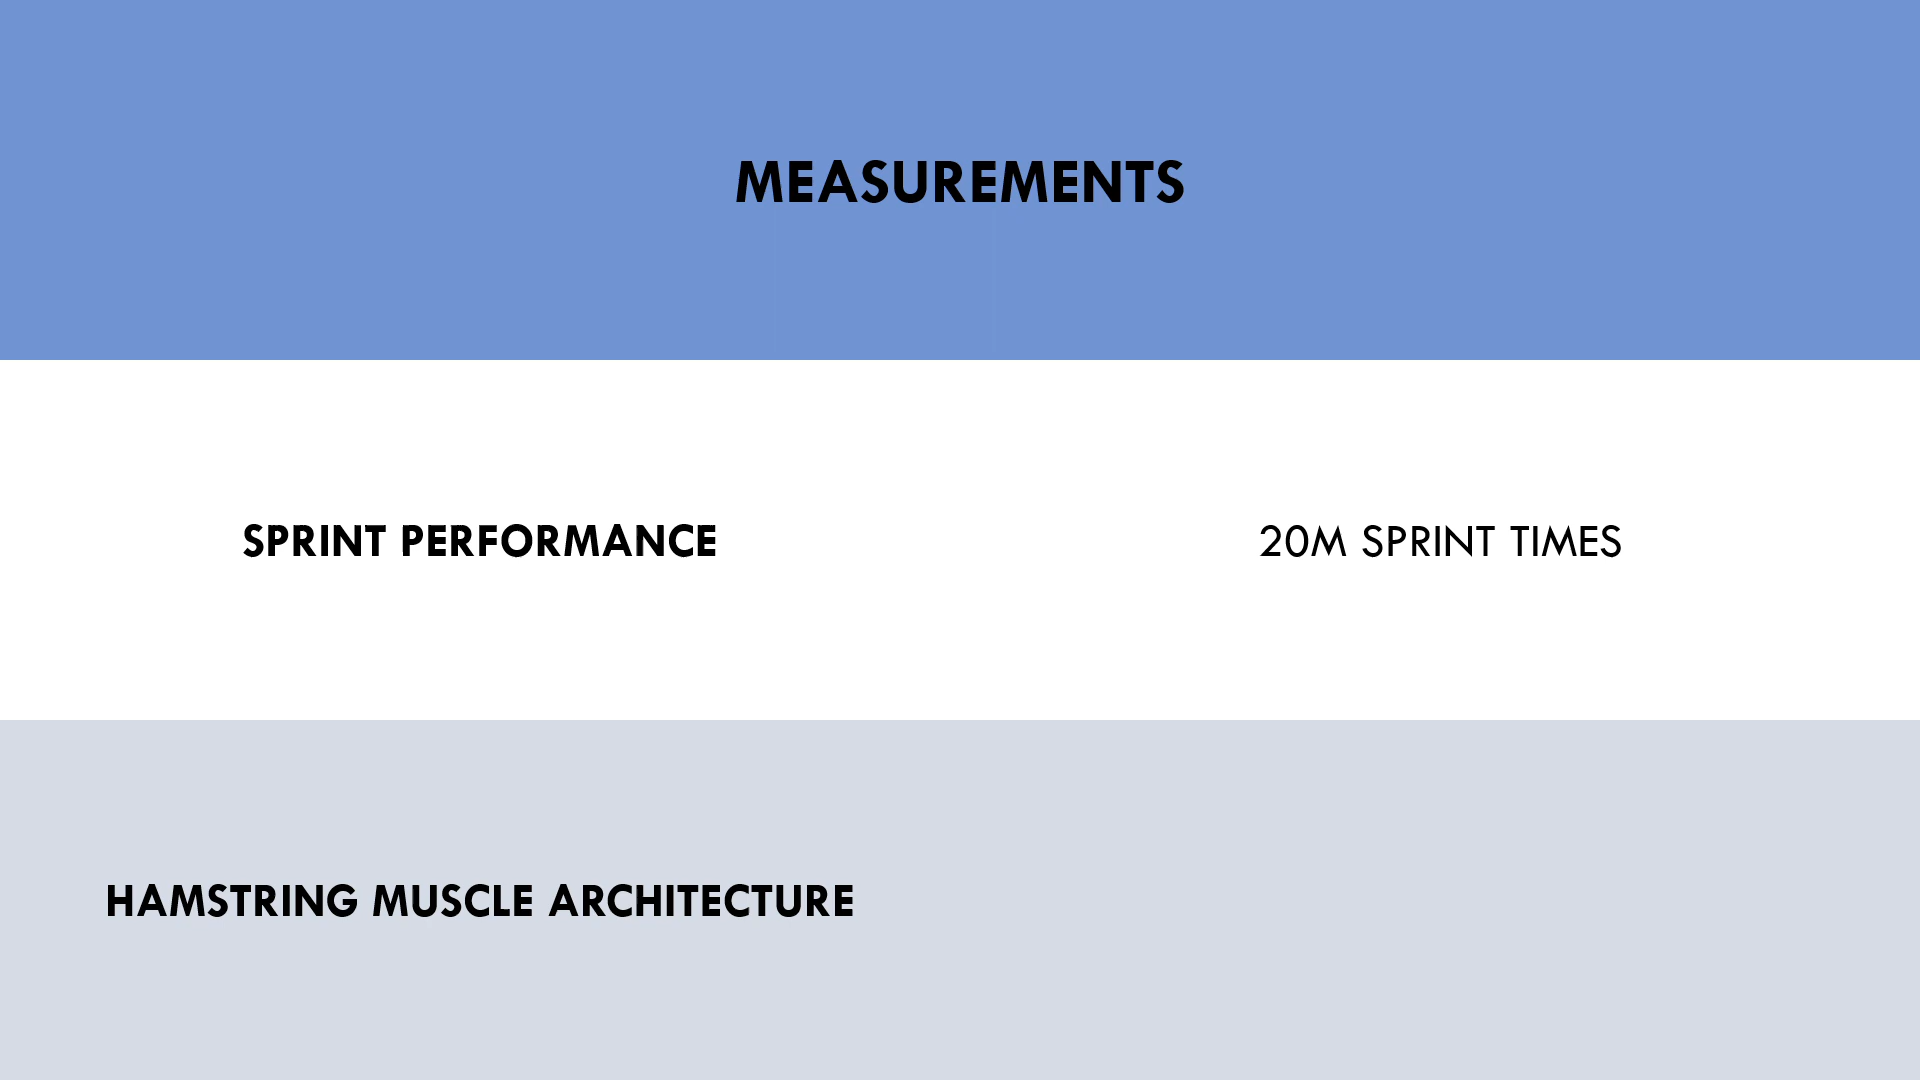 MEASUREMENTS
SPRINT PERFORMANCE
20M SPRINT TIMES
HAMSTRING MUSCLE ARCHITECTURE